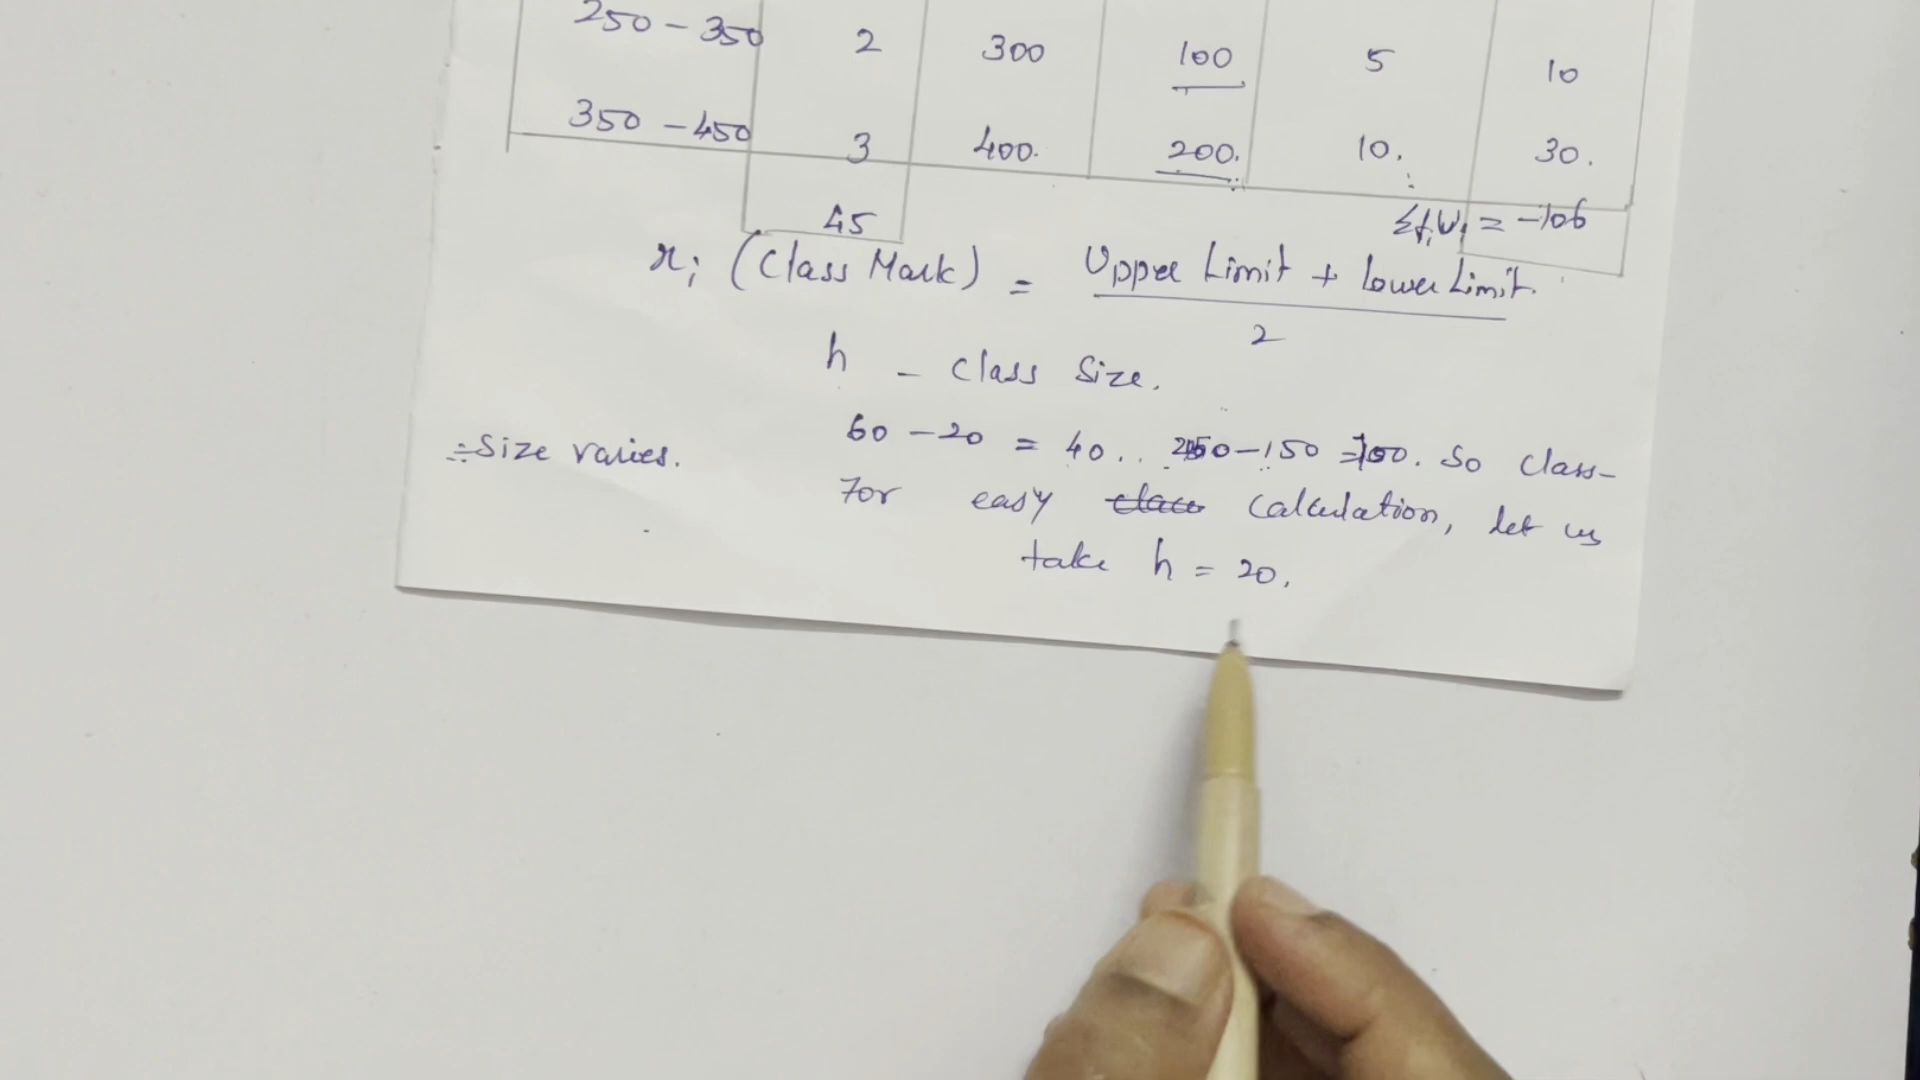 250 - 350 2 300 100 5 10
350 - 450 3 400. 200. 10. 30.
45 Σfiui = -106
xi (Class Mark) = Upper Limit + Lower Limit.
2
h - Class Size.
60 - 20 = 40.. 250 - 150 = 100. So Class-
Size varies.
For easy calculation, let us
take h = 20.